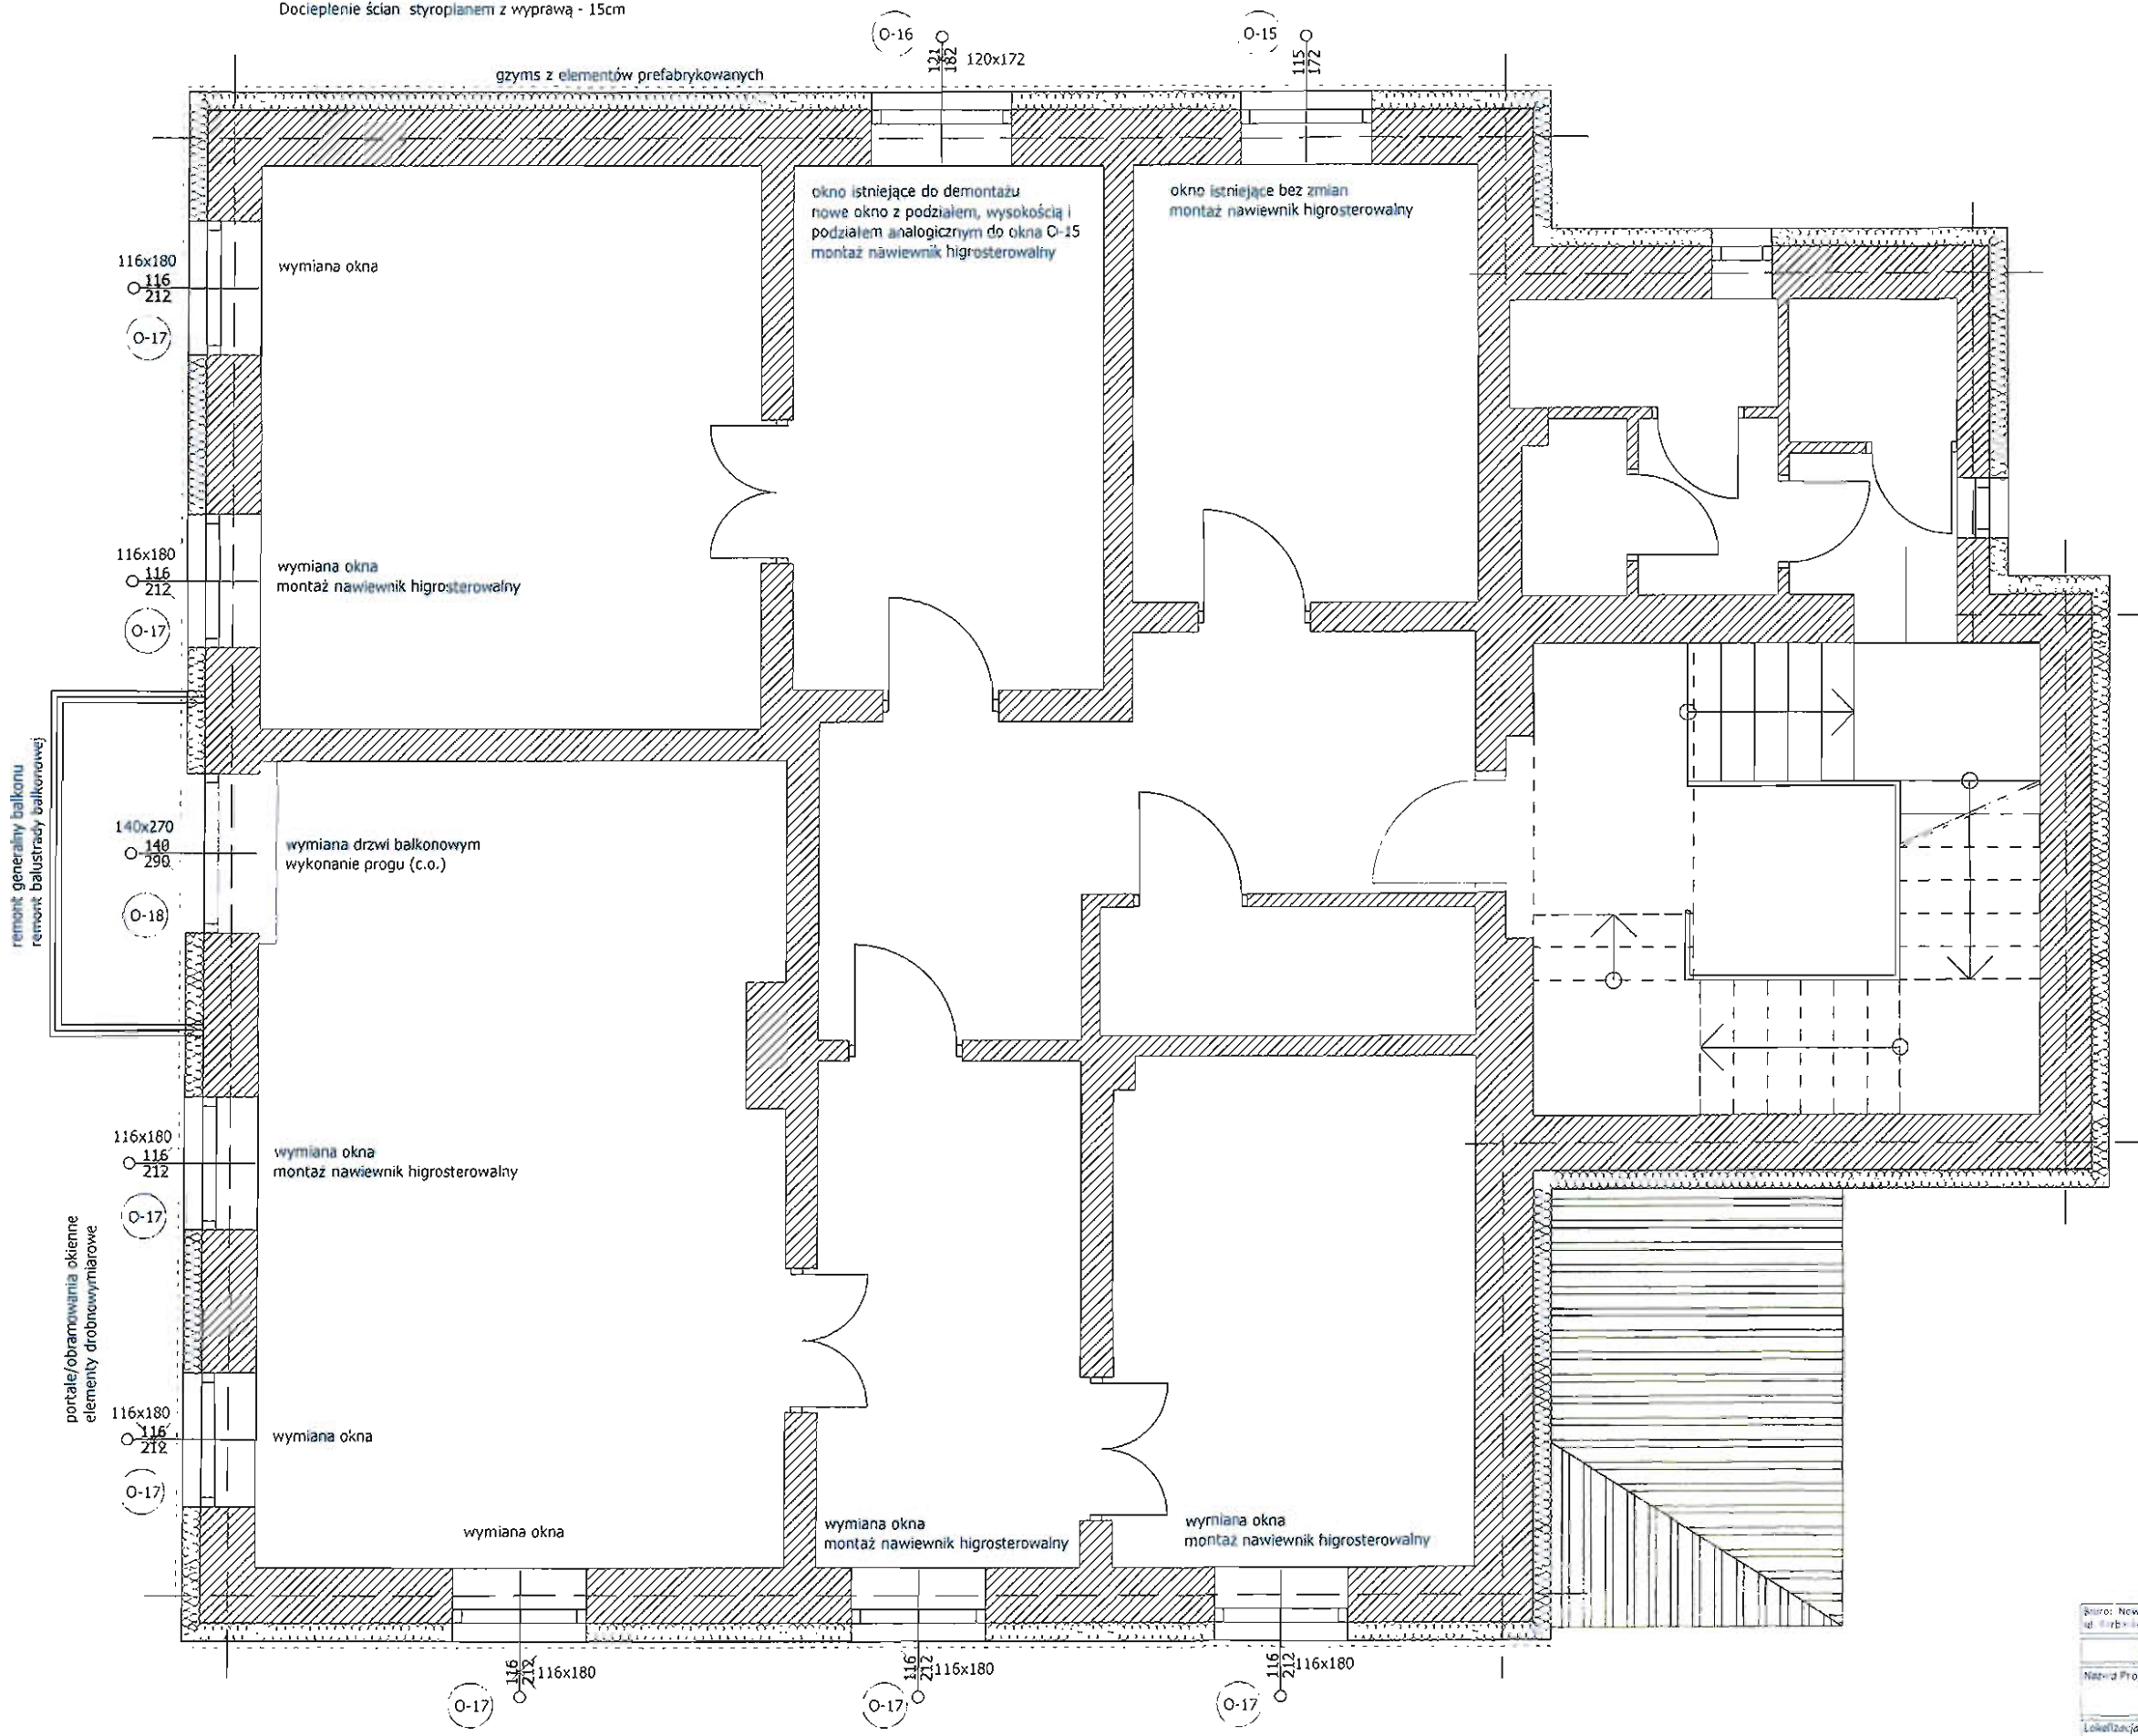 Docieplenie ścian styropianem z wyprawą - 15cm
gzyms z elementów prefabrykowanych
O-16
121
182
120x172
O-15
115
172
okno istniejące do demontażu
nowe okno z podziałem, wysokością i
podziałem analogicznym do okna O-15
montaż nawiewnik higrosterowalny
okno istniejące bez zmian
montaż nawiewnik higrosterowalny
116x180
116
212
O-17
wymiana okna
116x180
116
212
O-17
wymiana okna
montaż nawiewnik higrosterowalny
remont generalny balkonu
remont balustrady balkonowej
140x270
140
290
O-18
wymiana drzwi balkonowym
wykonanie progu (c.o.)
116x180
116
212
O-17
wymiana okna
montaż nawiewnik higrosterowalny
portale/obramowania okienne
elementy drobnowymiarowe
116x180
116
212
O-17
wymiana okna
wymiana okna
wymiana okna
montaż nawiewnik higrosterowalny
wymiana okna
montaż nawiewnik higrosterowalny
116
212
116x180
O-17
116
212
116x180
O-17
116
212
116x180
O-17
Biuro:
Nazwa
Lokalizacja